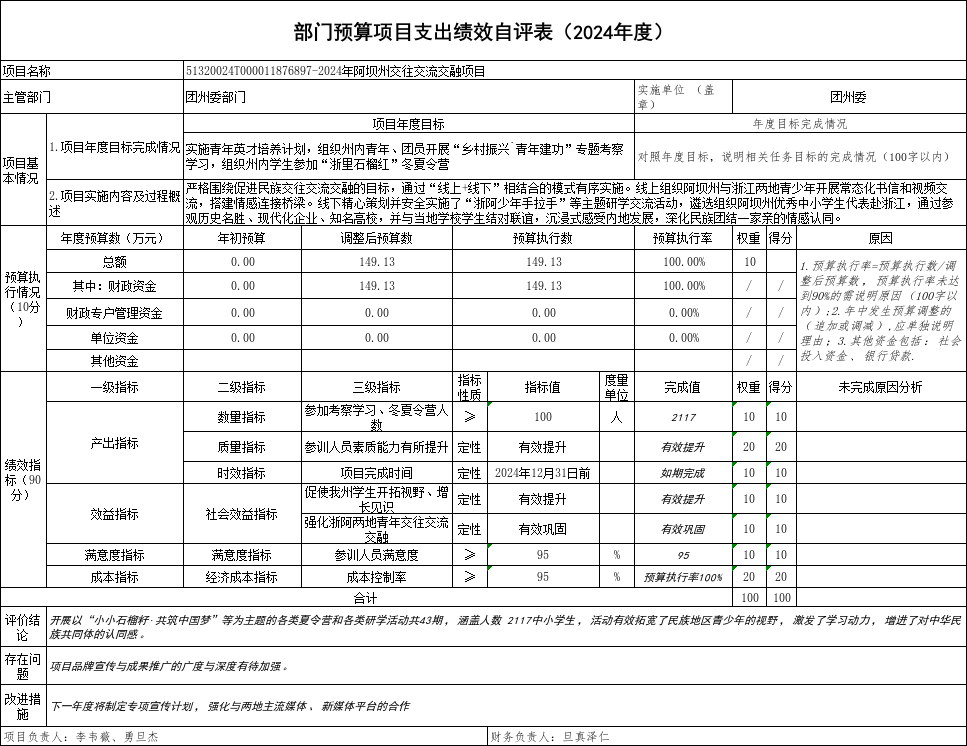 部门预算项目支出绩效自评表（2024年度）
项目名称 51320024T000011876897-2024年阿坝州交往交流交融项目
主管部门 团州委部门 实施单位 （盖章） 团州委
项目基本情况 1.项目年度目标完成情况 项目年度目标 年度目标完成情况
实施青年英才培养计划，组织州内青年、团员开展“乡村振兴·青年建功”专题考察学习，组织州内学生参加“浙里石榴红”冬夏令营
对照年度目标，说明相关任务目标的完成情况（100字以内）
2.项目实施内容及过程概述
严格围绕促进民族交往交流交融的目标，通过“线上+线下”相结合的模式有序实施。线上组织阿坝州与浙江两地青少年开展常态化书信和视频交流，搭建情感连接桥梁。线下精心策划并安全实施了“浙阿少年手拉手”等主题研学交流活动，遴选组织阿坝州优秀中小学生代表赴浙江，通过参观历史名胜、现代化企业、知名高校，并与当地学校学生结对联谊，沉浸式感受内地发展，深化民族团结一家亲的情感认同。
预算执行情况（10分） 年度预算数（万元） 年初预算 调整后预算数 预算执行数 预算执行率 权重 得分 原因
总额 0.00 149.13 149.13 100.00% 10
其中：财政资金 0.00 149.13 149.13 100.00% / /
财政专户管理资金 0.00 0.00 0.00 0.00% / /
单位资金 0.00 0.00 0.00 0.00% / /
其他资金 / /
1.预算执行率=预算执行数/调整后预算数，预算执行率未达到90%的需说明原因（100字以内）;2.年中发生预算调整的（追加或调减）,应单独说明理由；3.其他资金包括：社会投入资金、银行贷款.
绩效指标（90分） 一级指标 二级指标 三级指标 指标性质 指标值 度量单位 完成值 权重 得分 未完成原因分析
产出指标 数量指标 参加考察学习、冬夏令营人数 ≥ 100 人 2117 10 10
质量指标 参训人员素质能力有所提升 定性 有效提升 有效提升 20 20
时效指标 项目完成时间 定性 2024年12月31日前 如期完成 10 10
效益指标 社会效益指标 促使我州学生开拓视野、增长见识 定性 有效提升 有效提升 10 10
强化浙阿两地青年交往交流交融 定性 有效巩固 有效巩固 10 10
满意度指标 满意度指标 参训人员满意度 ≥ 95 % 95 10 10
成本指标 经济成本指标 成本控制率 ≥ 95 % 预算执行率100% 20 20
合计 100 100
评价结论 开展以“小小石榴籽·共筑中国梦”等为主题的各类夏令营和各类研学活动共43期，涵盖人数 2117中小学生，活动有效拓宽了民族地区青少年的视野，激发了学习动力，增进了对中华民族共同体的认同感。
存在问题 项目品牌宣传与成果推广的广度与深度有待加强。
改进措施 下一年度将制定专项宣传计划，强化与两地主流媒体、新媒体平台的合作
项目负责人：李韦薇、勇旦杰 财务负责人：旦真泽仁